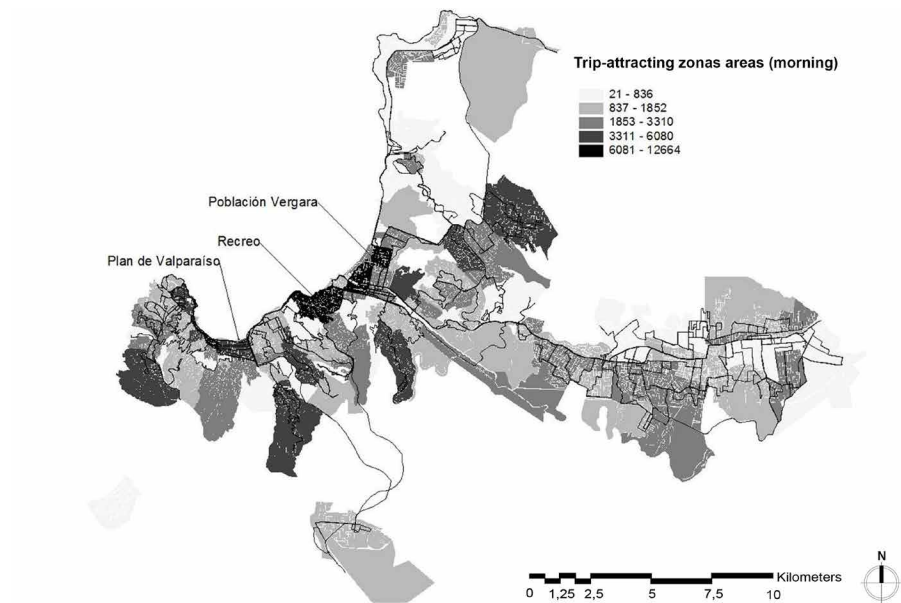 Trip-attracting zonas areas (morning)
21 - 836
837 - 1852
1853 - 3310
3311 - 6080
6081 - 12664
Población Vergara
Recreo
Plan de Valparaíso
N
Kilometers
0 1,25 2,5 5 7,5 10